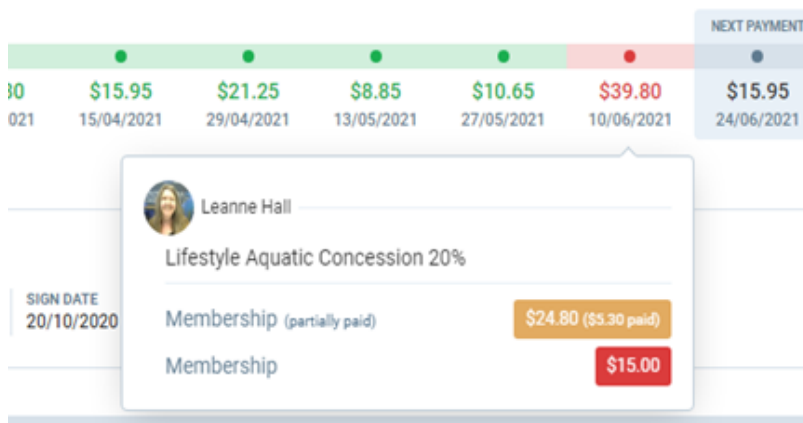 NEXT PAYMENT
$15.95 $21.25 $8.85 $10.65 $39.80 $15.95
15/04/2021 29/04/2021 13/05/2021 27/05/2021 10/06/2021 24/06/2021
Leanne Hall
Lifestyle Aquatic Concession 20%
SIGN DATE
20/10/2020
Membership (partially paid) $24.80 ($5.30 paid)
Membership $15.00